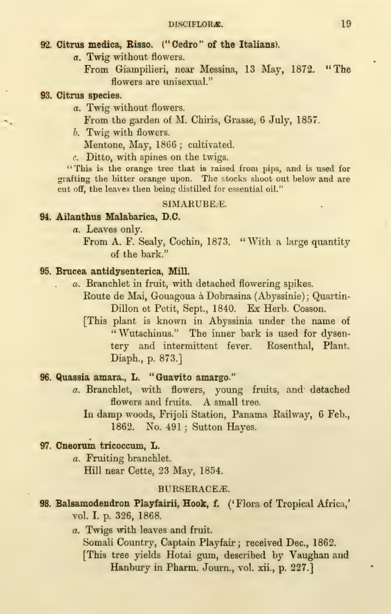 DISCIFLORÆ. 19
92. Citrus medica, Risso. ("Cedro" of the Italians).
a. Twig without flowers.
From Giampilieri, near Messina, 13 May, 1872. "The
flowers are unisexual."
93. Citrus species.
a. Twig without flowers.
From the garden of M. Chiris, Grasse, 6 July, 1857.
b. Twig with flowers.
Mentone, May, 1866; cultivated.
c. Ditto, with spines on the twigs.
"This is the orange tree that is raised from pips, and is used for
grafting the bitter orange upon. The stocks shoot out below and are
cut off, the leaves then being distilled for essential oil."
SIMARUBEÆ.
94. Ailanthus Malabarica, D.C.
a. Leaves only.
From A. F. Sealy, Cochin, 1873. "With a large quantity
of the bark."
95. Brucea antidysenterica, Mill.
a. Branchlet in fruit, with detached flowering spikes.
Route de Mai, Gouagoua à Dobrasina (Abyssinie); Quartin-
Dillon et Petit, Sept., 1840. Ex Herb. Cosson.
[This plant is known in Abyssinia under the name of
"Wutschinus." The inner bark is used for dysen-
tery and intermittent fever. Rosenthal, Plant.
Diaph., p. 873.]
96. Quassia amara., L. "Guavito amargo."
a. Branchlet, with flowers, young fruits, and detached
flowers and fruits. A small tree.
In damp woods, Frijoli Station, Panama Railway, 6 Feb.,
1862. No. 491; Sutton Hayes.
97. Cneorum tricoccum, L.
a. Fruiting branchlet.
Hill near Cette, 23 May, 1854.
BURSERACEÆ.
98. Balsamodendron Playfairii, Hook, f. ('Flora of Tropical Africa,'
vol. I. p. 326, 1868.
a. Twigs with leaves and fruit.
Somali Country, Captain Playfair; received Dec., 1862.
[This tree yields Hotai gum, described by Vaughan and
Hanbury in Pharm. Journ., vol. xii., p. 227.]